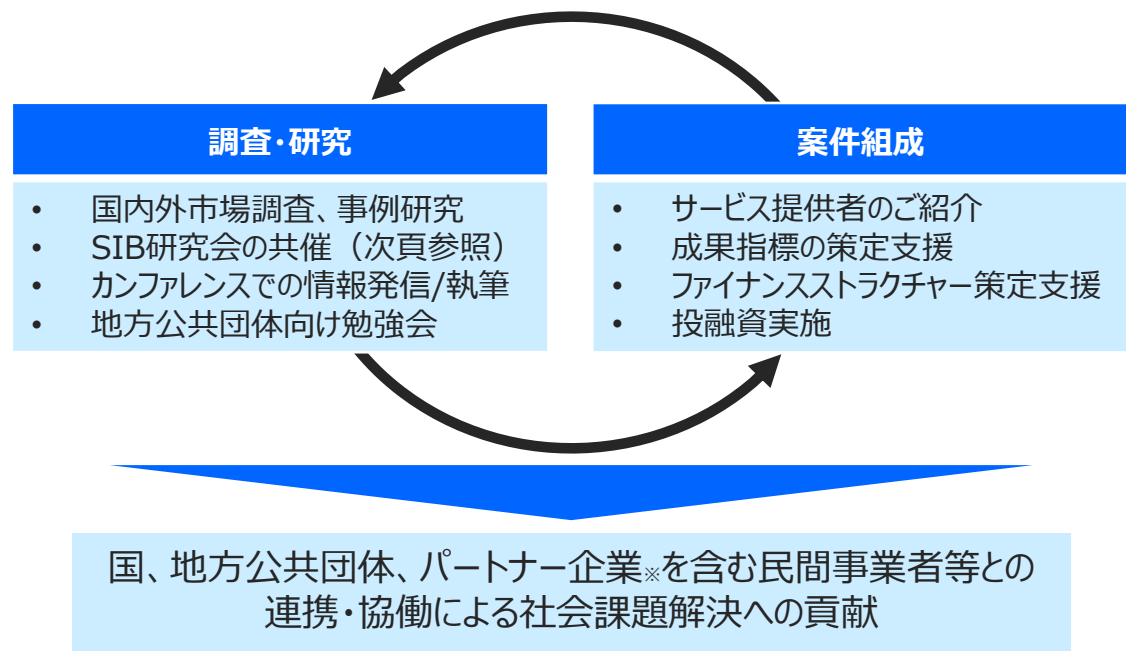 調査・研究
• 国内外市場調査、事例研究
• SIB研究会の共催（次頁参照）
• カンファレンスでの情報発信/執筆
• 地方公共団体向け勉強会
案件組成
• サービス提供者のご紹介
• 成果指標の策定支援
• ファイナンスストラクチャー策定支援
• 投融資実施
国、地方公共団体、パートナー企業※を含む民間事業者等との
連携・協働による社会課題解決への貢献